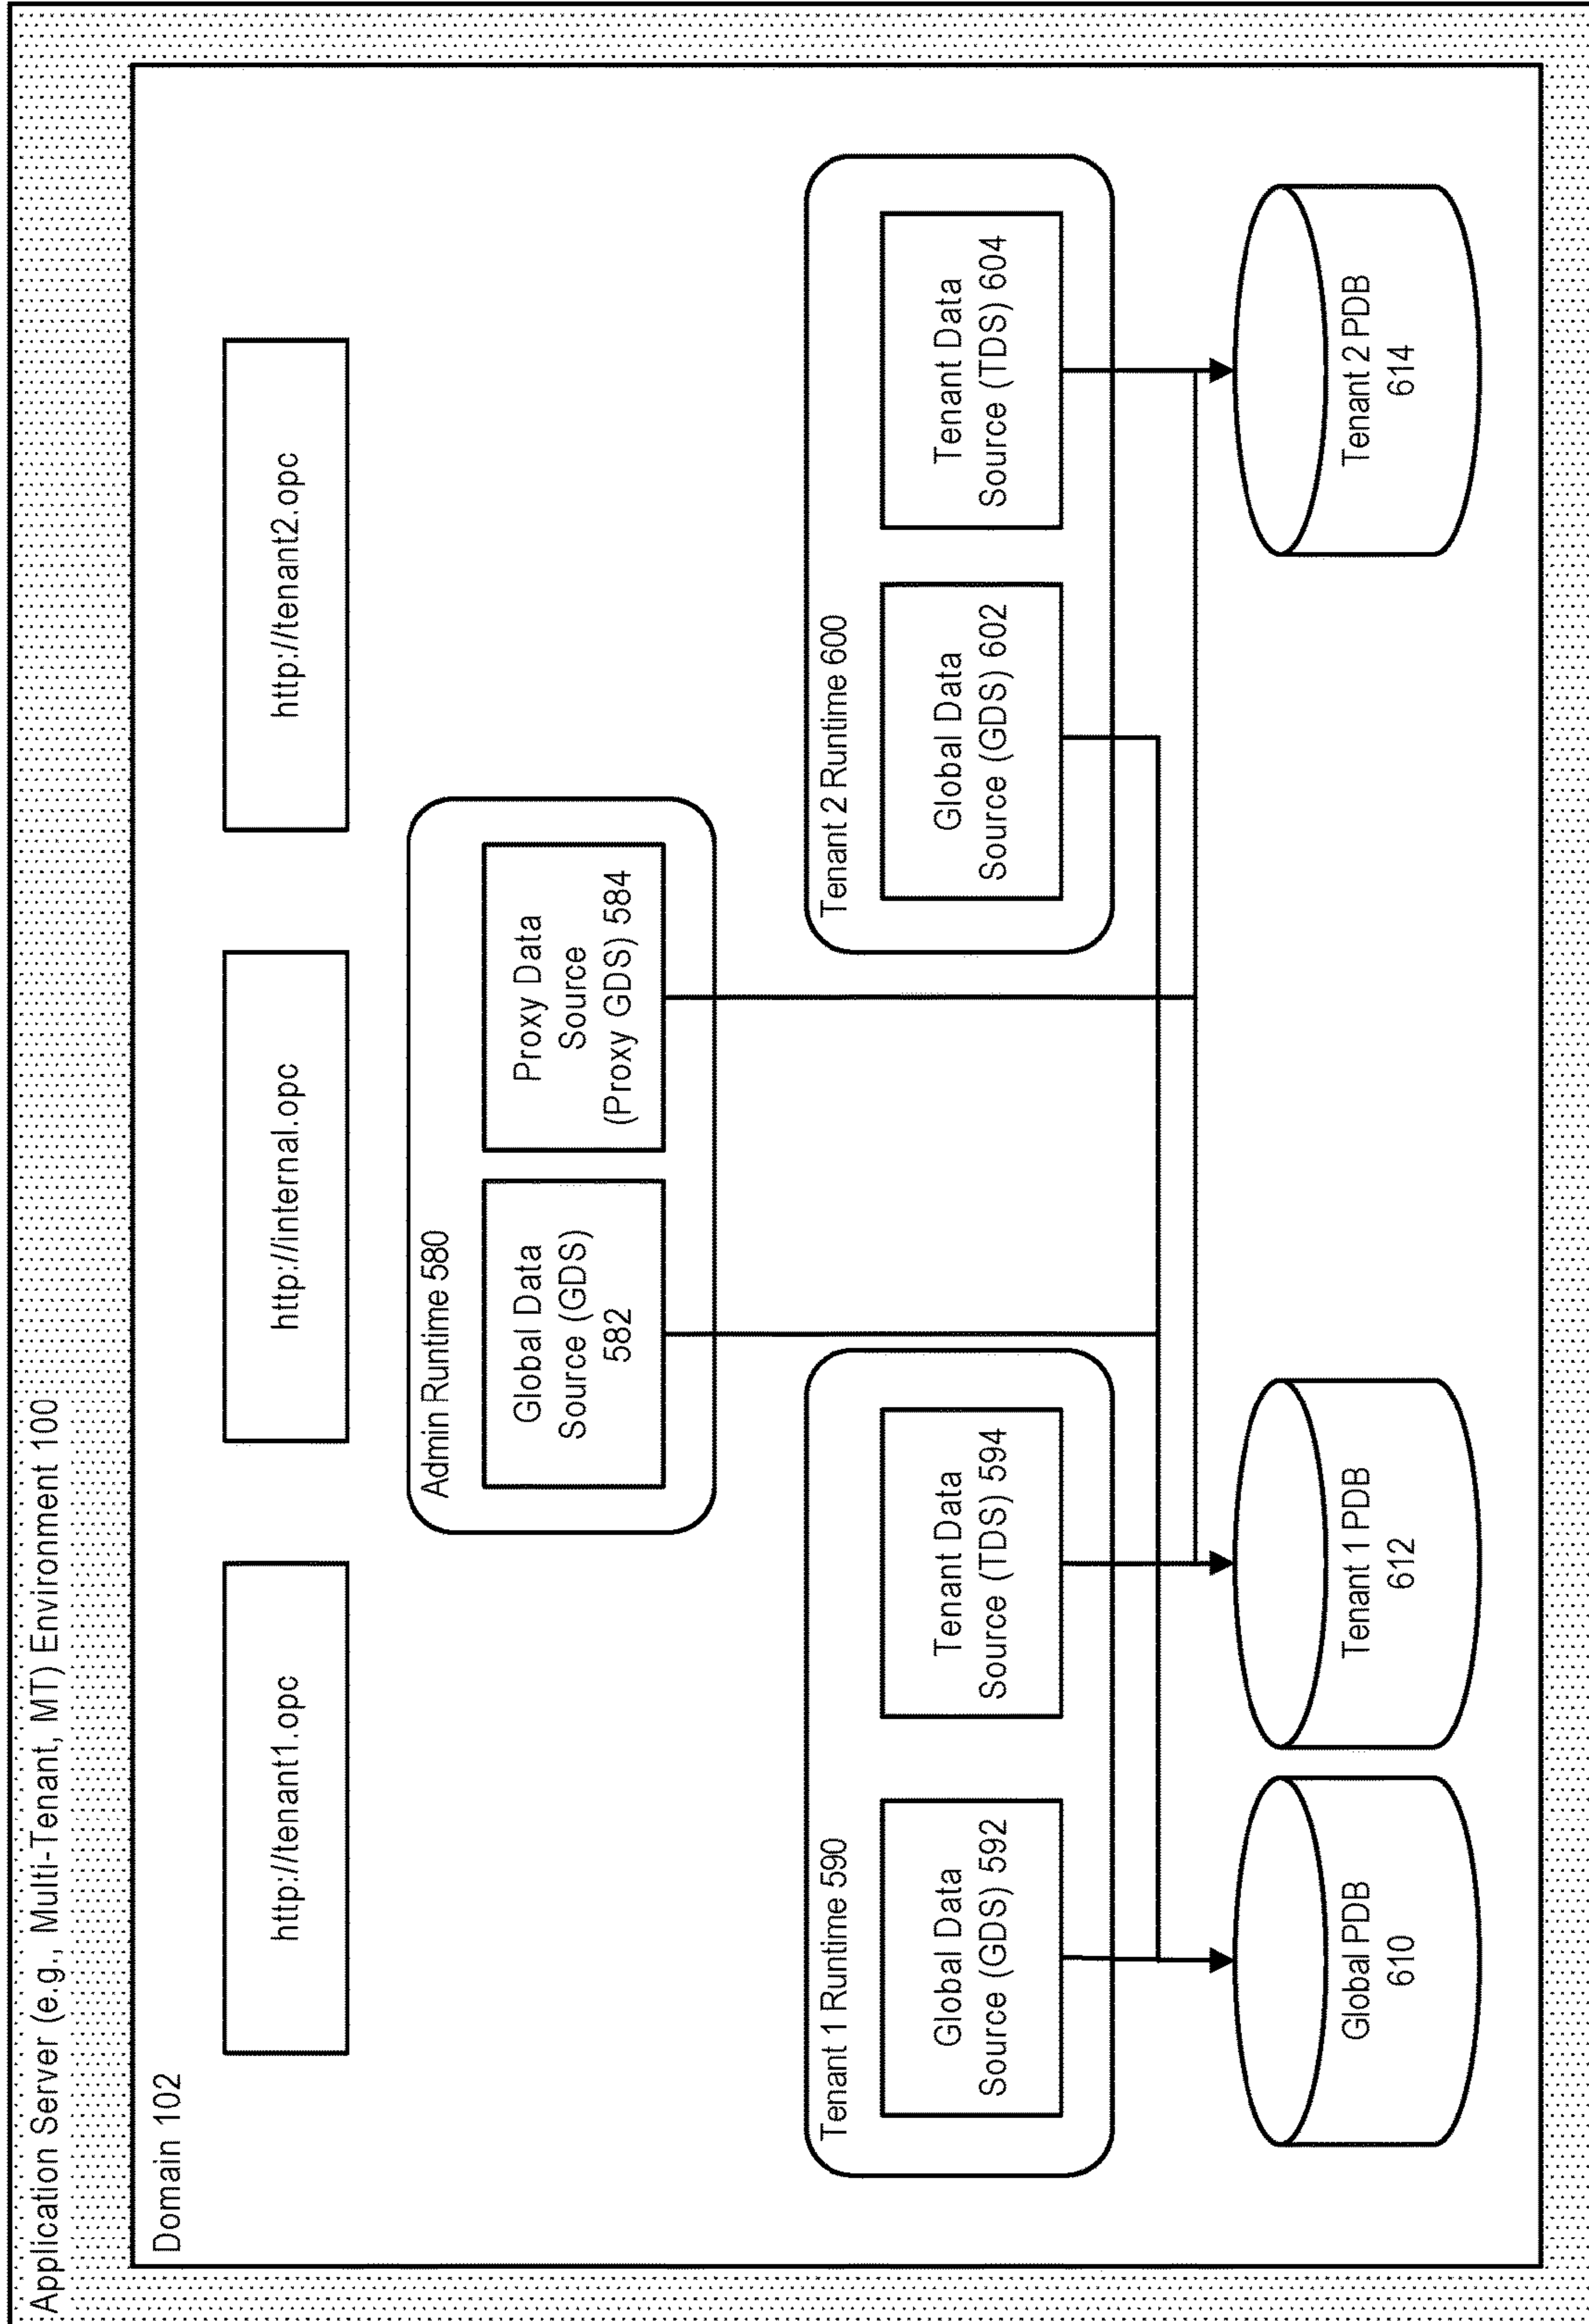 Application Server (e.g., Multi-Tenant, MT) Environment 100
Domain 102
http://tenant1.opc
http://internal.opc
http://tenant2.opc
Admin Runtime 580
Global Data
Source (GDS)
582
Proxy Data
Source
(Proxy GDS) 584
Tenant 1 Runtime 590
Global Data
Source (GDS) 592
Tenant Data
Source (TDS) 594
Tenant 2 Runtime 600
Global Data
Source (GDS) 602
Tenant Data
Source (TDS) 604
Global PDB
610
Tenant 1 PDB
612
Tenant 2 PDB
614